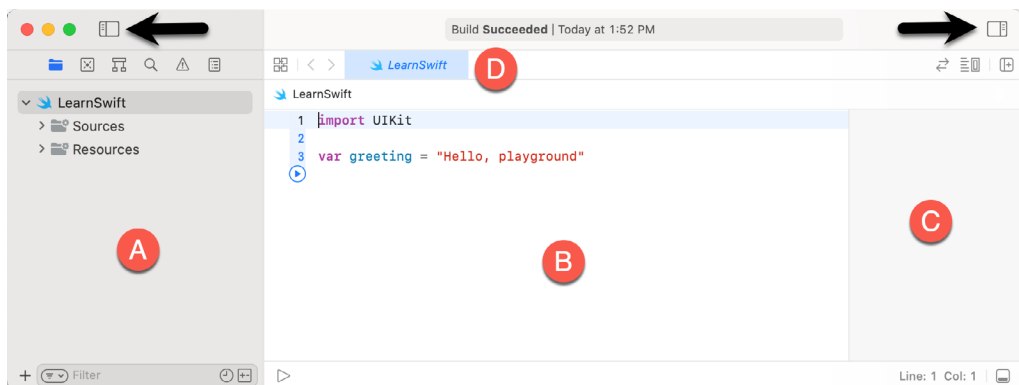 Build Succeeded | Today at 1:52 PM
LearnSwift
D
LearnSwift
LearnSwift
Sources
Resources
1 import UIKit
2
3 var greeting = "Hello, playground"
A
B
C
Filter
Line: 1 Col: 1